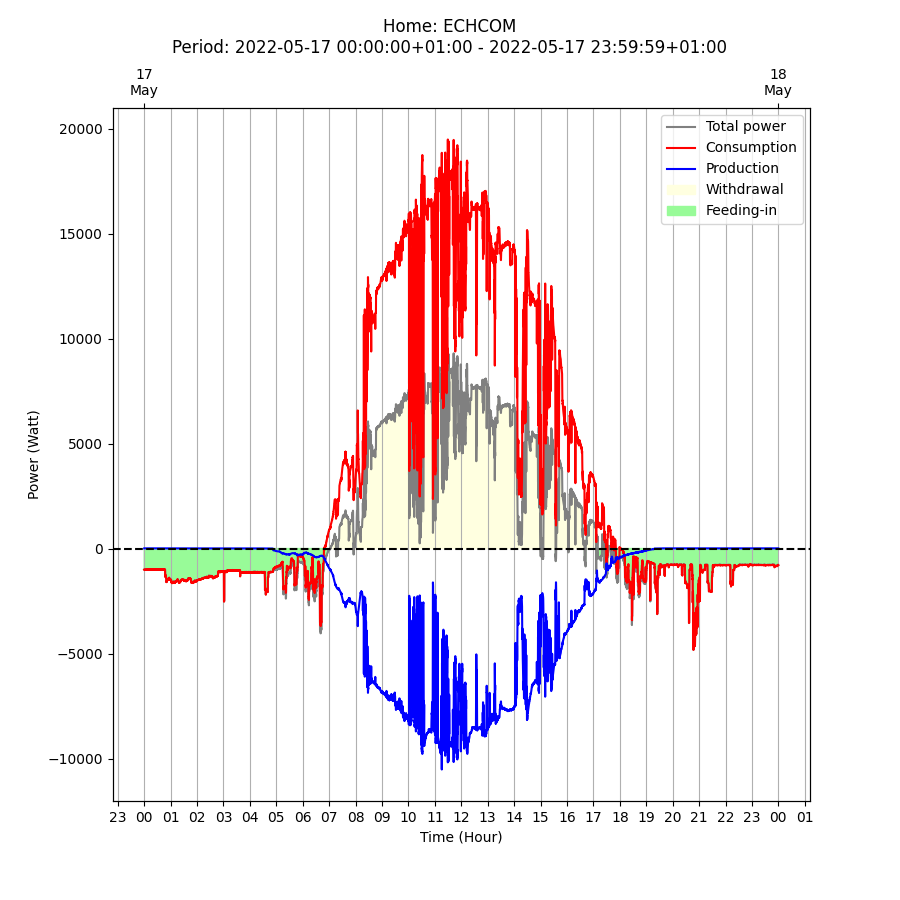 Home: ECHCOM
Period: 2022-05-17 00:00:00+01:00 - 2022-05-17 23:59:59+01:00
17 18
May May
Total power
Consumption
Production
Withdrawal
Feeding-in
20000
15000
10000
5000
0
−5000
−10000
Power (Watt)
23 00 01 02 03 04 05 06 07 08 09 10 11 12 13 14 15 16 17 18 19 20 21 22 23 00 01
Time (Hour)